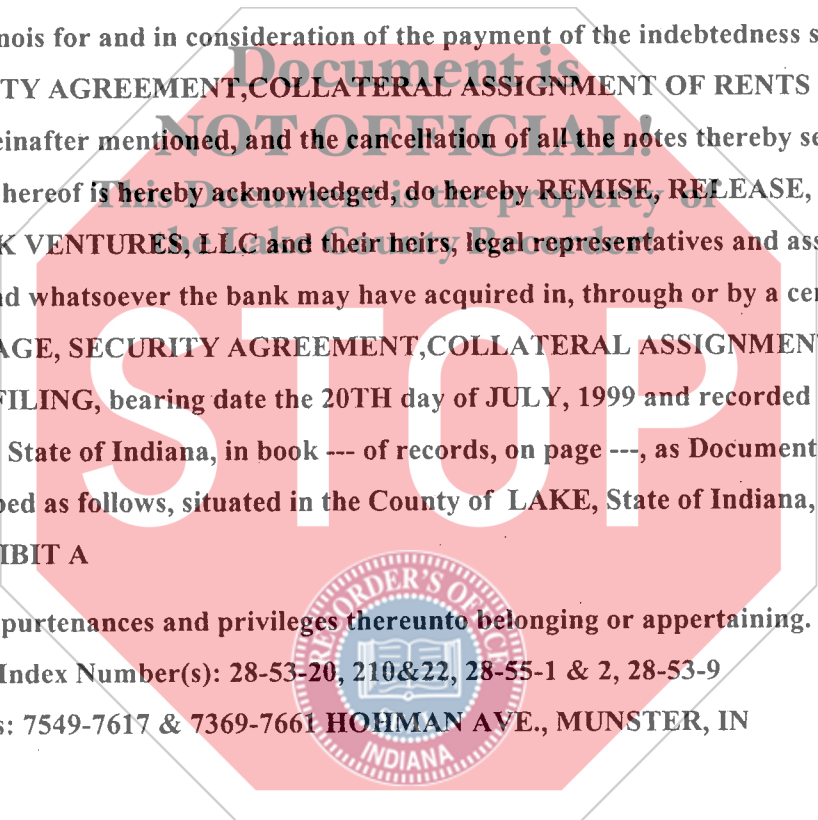 nois for and in consideration of the payment of the indebtedness s
Document is
TY AGREEMENT,COLLATERAL ASSIGNMENT OF RENTS
NOT OFFICIAL!
einafter mentioned, and the cancellation of all the notes thereby se
This Document is the property of
hereof is hereby acknowledged, do hereby REMISE, RELEASE,
the Lake County Recorder!
K VENTURES, LLC and their heirs, legal representatives and ass
nd whatsoever the bank may have acquired in, through or by a cer
AGE, SECURITY AGREEMENT,COLLATERAL ASSIGNMENT
STOP
FILING, bearing date the 20TH day of JULY, 1999 and recorded
State of Indiana, in book --- of records, on page ---, as Document
bed as follows, situated in the County of LAKE, State of Indiana,
IBIT A
RECORDER'S OFFICE
purtenances and privileges thereunto belonging or appertaining.
Index Number(s): 28-53-20, 210&22, 28-55-1 & 2, 28-53-9
s: 7549-7617 & 7369-7661 HOHMAN AVE., MUNSTER, IN
INDIANA